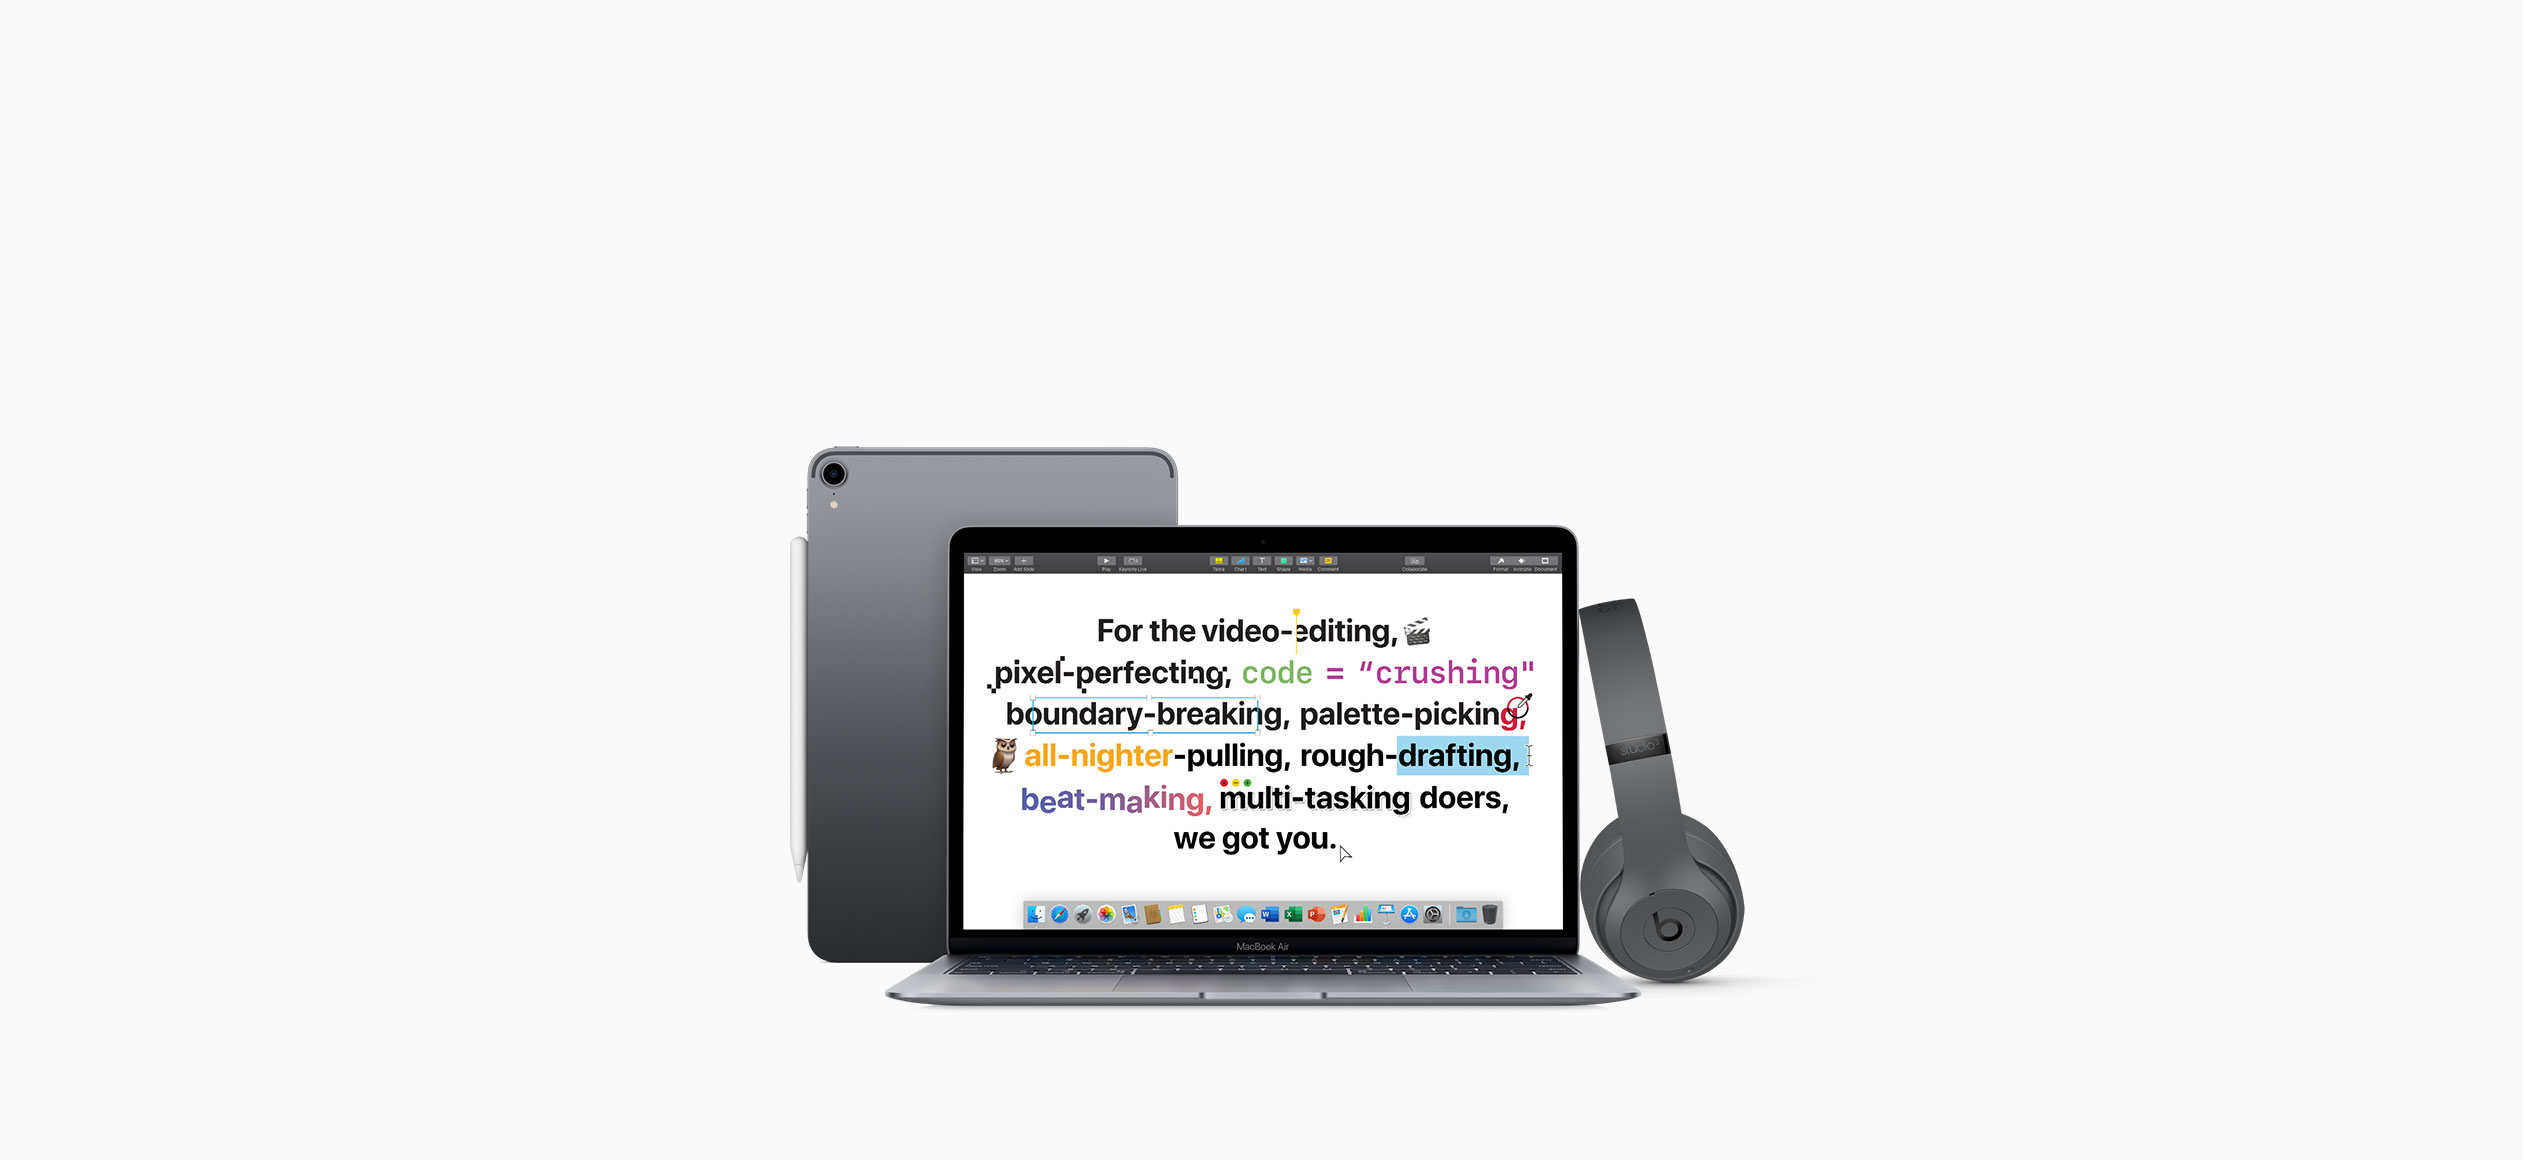 View Zoom Add Slide Play Keynote Live Table Chart Text Shape Media Comment Collaborate Format Animate Document
For the video-editing,
pixel-perfecting, code = “crushing"
boundary-breaking, palette-picking,
all-nighter-pulling, rough-drafting,
beat-making, multi-tasking doers,
we got you.
MacBook Air
studio³